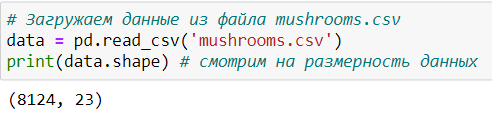 # Загружаем данные из файла mushrooms.csv
data = pd.read_csv('mushrooms.csv')
print(data.shape) # смотрим на размерность данных
(8124, 23)